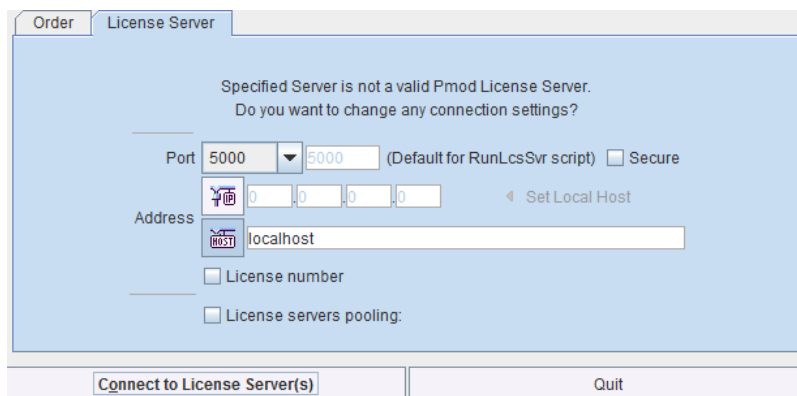 Order License Server
Specified Server is not a valid Pmod License Server.
Do you want to change any connection settings?
Port 5000 5000 (Default for RunLcsSvr script) Secure
IP 0 .0 .0 .0 Set Local Host
Address
HOST localhost
License number
License servers pooling:
Connect to License Server(s) Quit